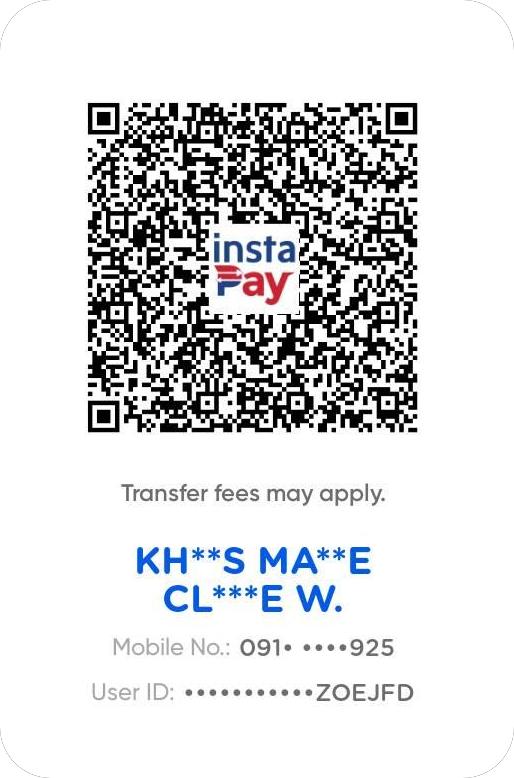 insta
Pay
Transfer fees may apply.
KH**S MA**E
CL***E W.
Mobile No.: 091• ••••925
User ID: •••••••••••ZOEJFD